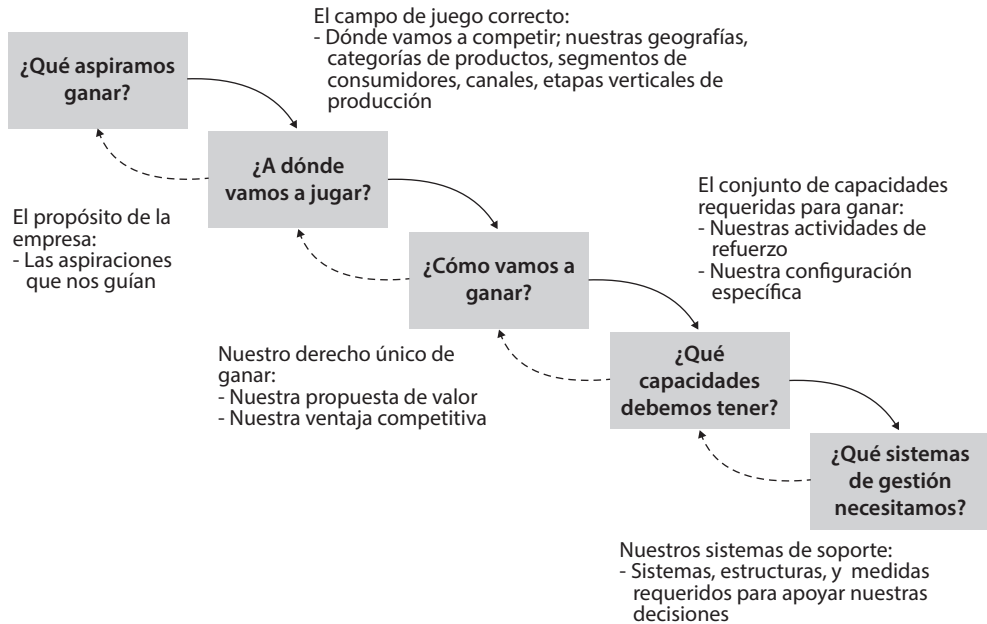 ¿Qué aspiramos
ganar?
El campo de juego correcto:
- Dónde vamos a competir; nuestras geografías,
categorías de productos, segmentos de
consumidores, canales, etapas verticales de
producción
¿A dónde
vamos a jugar?
El propósito de la
empresa:
- Las aspiraciones
que nos guían
¿Cómo vamos a
ganar?
El conjunto de capacidades
requeridas para ganar:
- Nuestras actividades de
refuerzo
- Nuestra configuración
específica
Nuestro derecho único de
ganar:
- Nuestra propuesta de valor
- Nuestra ventaja competitiva
¿Qué
capacidades
debemos tener?
¿Qué sistemas
de gestión
necesitamos?
Nuestros sistemas de soporte:
- Sistemas, estructuras, y medidas
requeridos para apoyar nuestras
decisiones